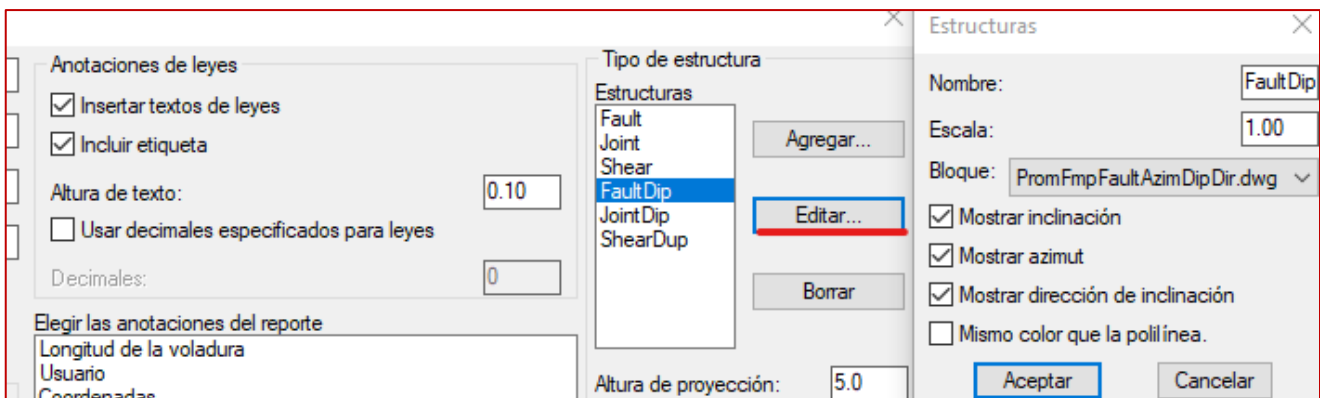 Anotaciones de leyes
Insertar textos de leyes
Incluir etiqueta
Altura de texto: 0.10
Usar decimales especificados para leyes
Decimales: 0
Elegir las anotaciones del reporte
Longitud de la voladura
Usuario
Coordenadas
Tipo de estructura
Estructuras
Fault
Joint
Shear
FaultDip
JointDip
ShearDup
Agregar...
Editar...
Borrar
Altura de proyección: 5.0
Estructuras
Nombre: FaultDip
Escala: 1.00
Bloque: PromFmpFaultAzimDipDir.dwg
Mostrar inclinación
Mostrar azimut
Mostrar dirección de inclinación
Mismo color que la polilínea.
Aceptar Cancelar